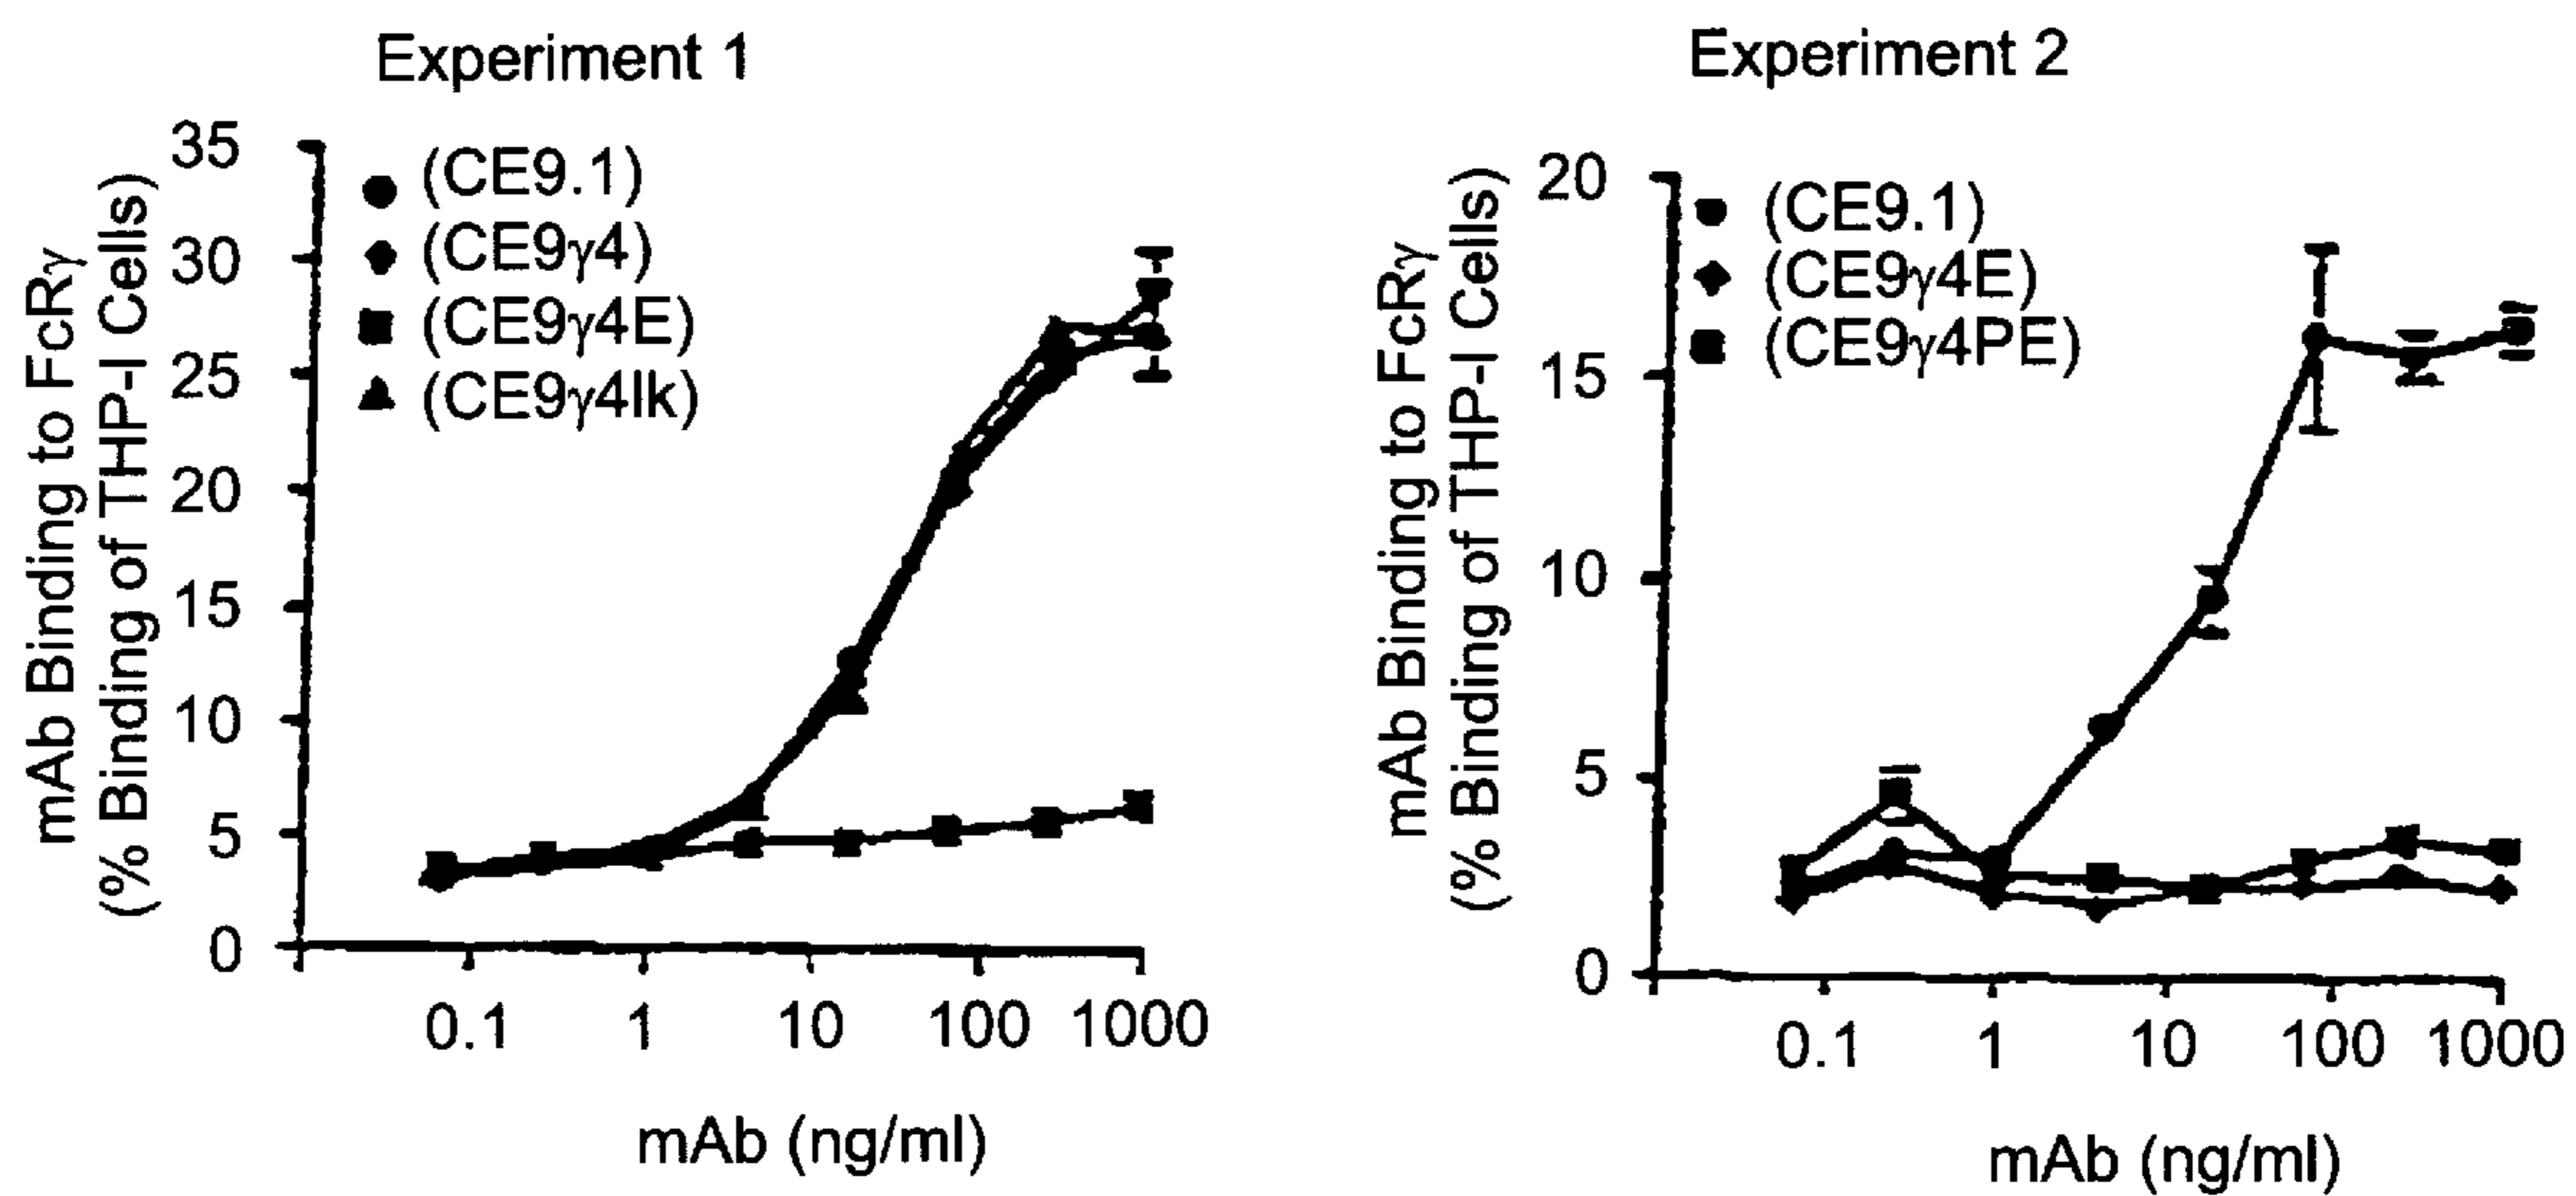 Experiment 1
mAb Binding to FcRγ
(% Binding of THP-I Cells)
35
30
25
20
15
10
5
0
(CE9.1)
(CE9γ4)
(CE9γ4E)
(CE9γ4lk)
0.1 1 10 100 1000
mAb (ng/ml)
Experiment 2
mAb Binding to FcRγ
(% Binding of THP-I Cells)
20
15
10
5
0
(CE9.1)
(CE9γ4E)
(CE9γ4PE)
0.1 1 10 100 1000
mAb (ng/ml)